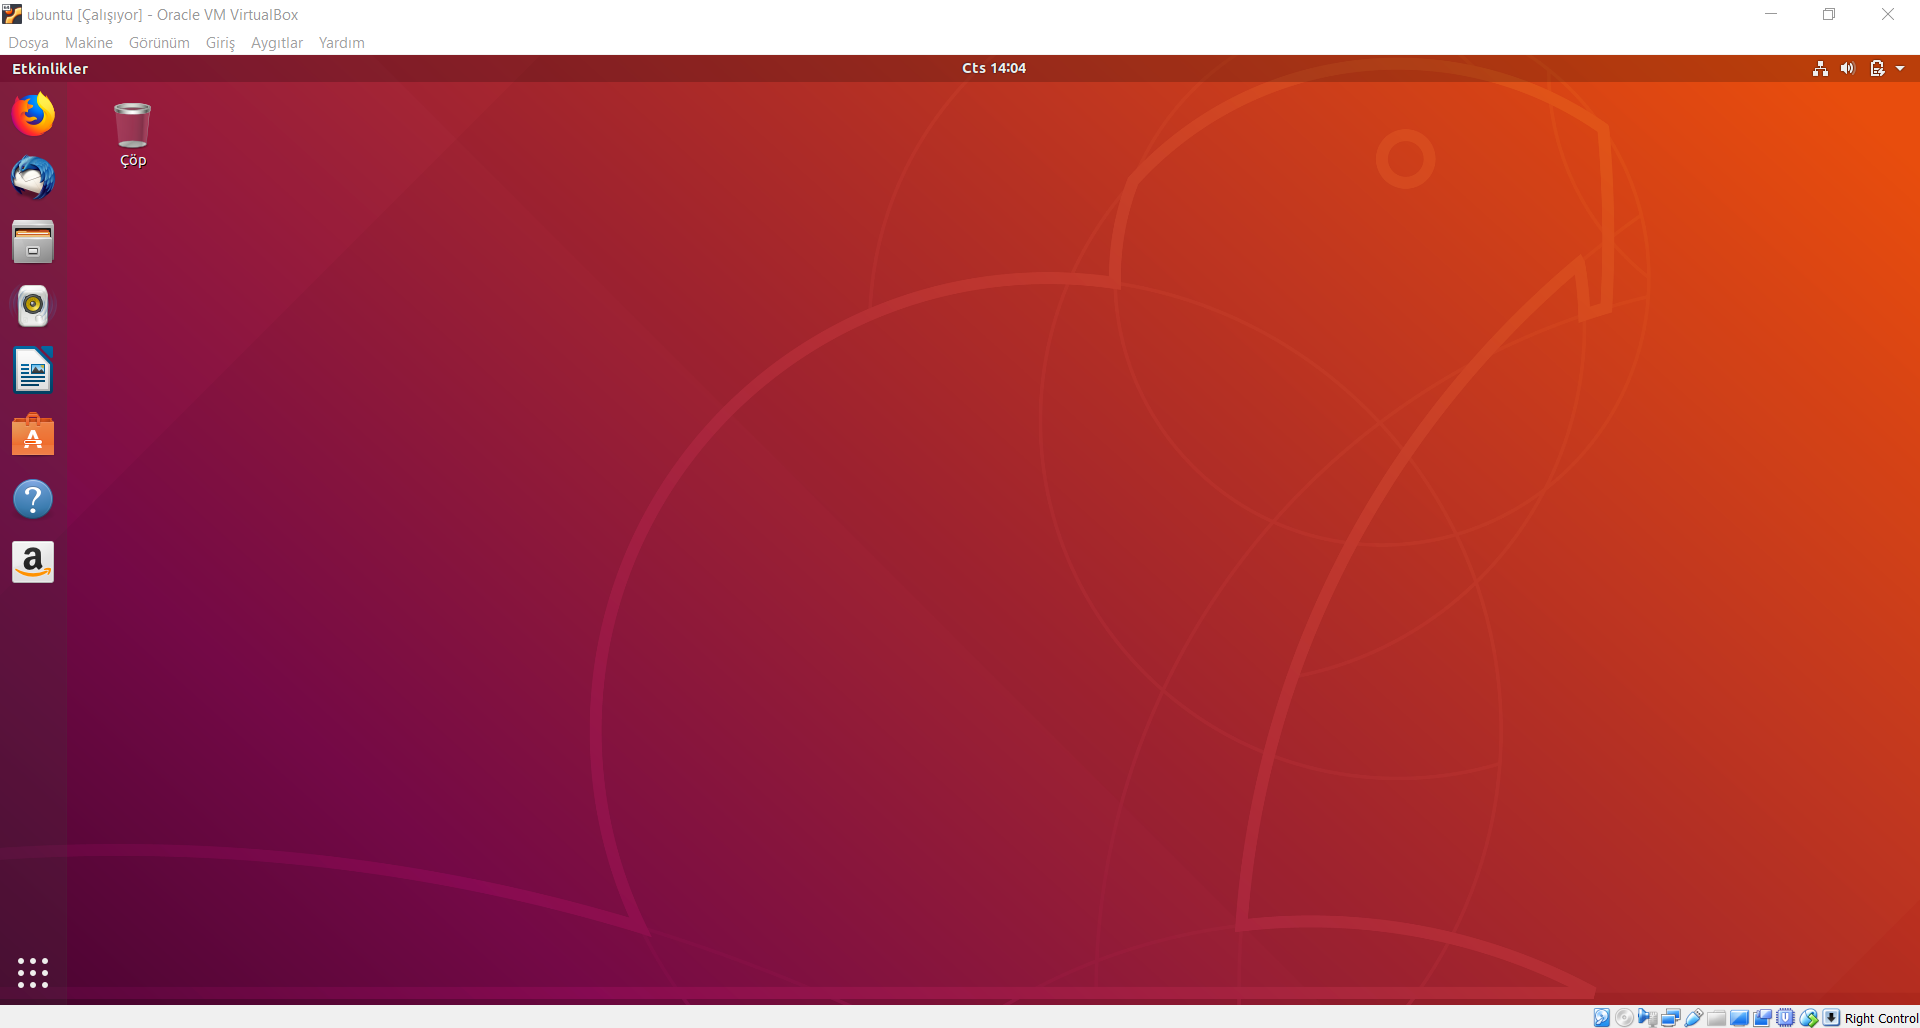 ubuntu [Çalışıyor] - Oracle VM VirtualBox
Dosya Makine Görünüm Giriş Aygıtlar Yardım
Etkinlikler Cts 14:04
Çöp
Right Control